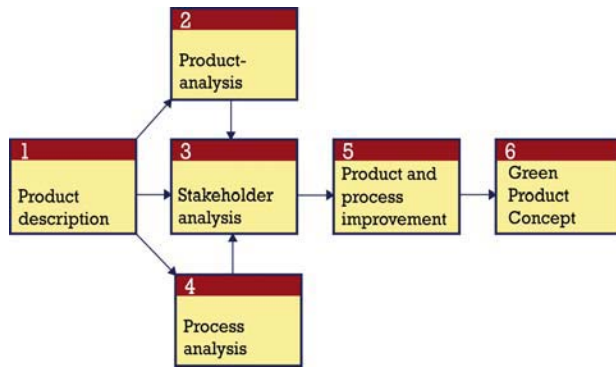 1
Product
description
2
Product-
analysis
3
Stakeholder
analysis
4
Process
analysis
5
Product and
process
improvement
6
Green
Product
Concept